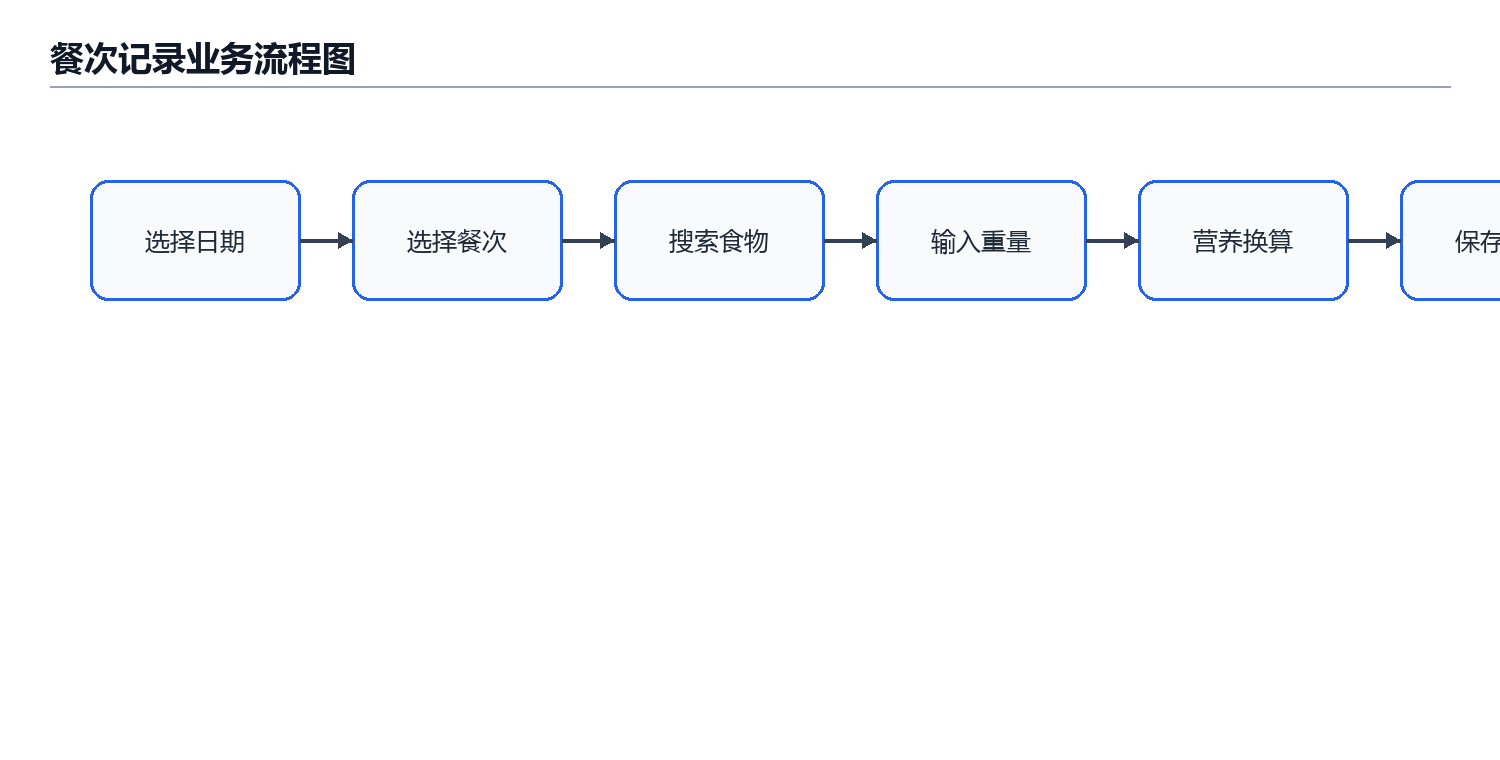 餐次记录业务流程图
选择日期
选择餐次
搜索食物
输入重量
营养换算
保存